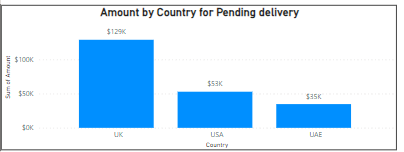 Amount by Country for Pending delivery
$129K
$100K
$53K
$50K
$35K
$0K
Sum of Amount
UK USA UAE
Country